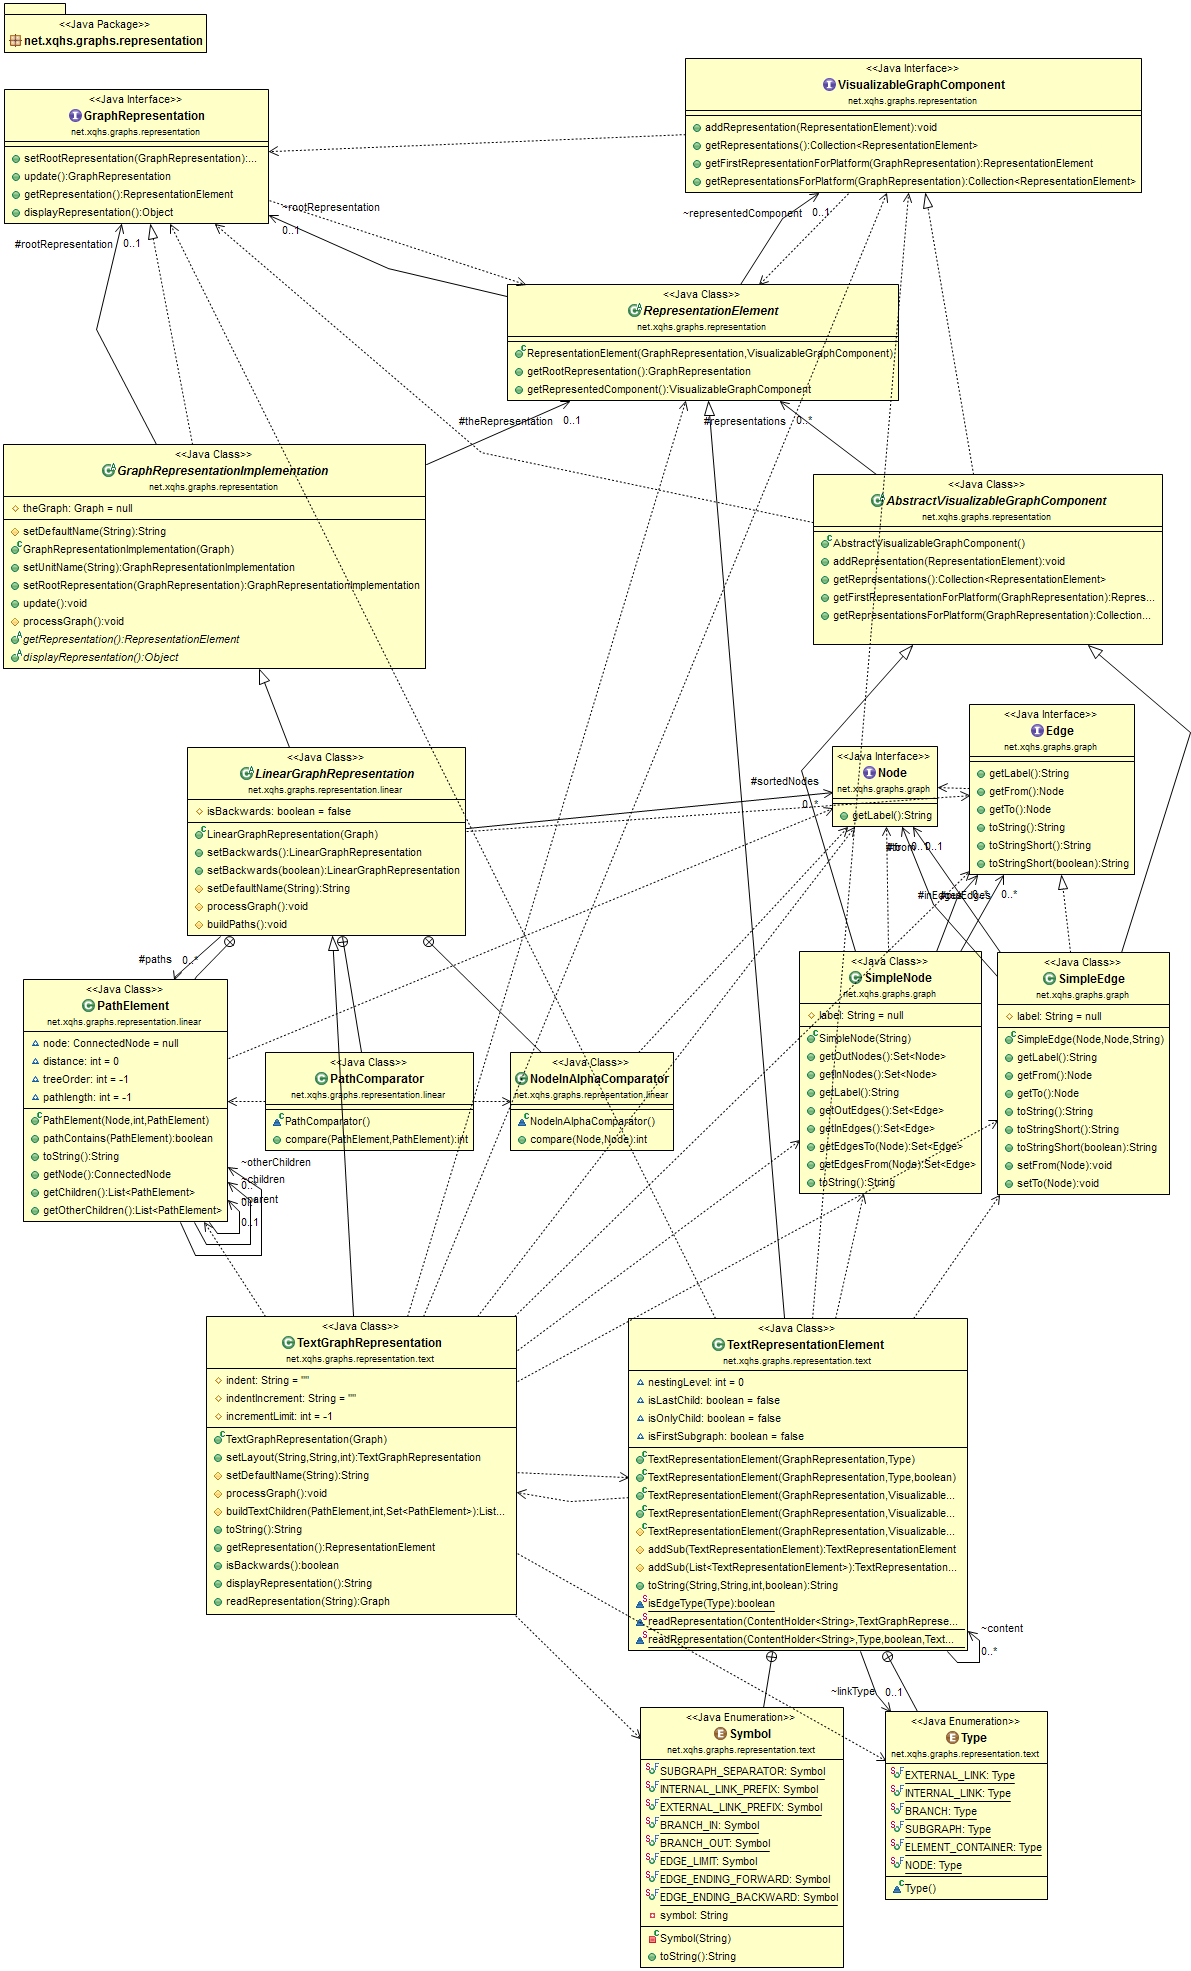 <<Java Package>>
net.xqhs.graphs.representation
<<Java Interface>>
GraphRepresentation
net.xqhs.graphs.representation
setRootRepresentation(GraphRepresentation):...
update():GraphRepresentation
getRepresentation():RepresentationElement
displayRepresentation():Object
<<Java Interface>>
VisualizableGraphComponent
net.xqhs.graphs.representation
addRepresentation(RepresentationElement):void
getRepresentations():Collection<RepresentationElement>
getFirstRepresentationForPlatform(GraphRepresentation):RepresentationElement
getRepresentationsForPlatform(GraphRepresentation):Collection<RepresentationElement>
~rootRepresentation
0..1
~representedComponent 0..1
#rootRepresentation 0..1
<<Java Class>>
RepresentationElement
net.xqhs.graphs.representation
RepresentationElement(GraphRepresentation,VisualizableGraphComponent)
getRootRepresentation():GraphRepresentation
getRepresentedComponent():VisualizableGraphComponent
#theRepresentation 0..1
#representations 0..*
<<Java Class>>
GraphRepresentationImplementation
net.xqhs.graphs.representation
theGraph: Graph = null
setDefaultName(String):String
GraphRepresentationImplementation(Graph)
setUnitName(String):GraphRepresentationImplementation
setRootRepresentation(GraphRepresentation):GraphRepresentationImplementation
update():void
processGraph():void
getRepresentation():RepresentationElement
displayRepresentation():Object
<<Java Class>>
AbstractVisualizableGraphComponent
net.xqhs.graphs.representation
AbstractVisualizableGraphComponent()
addRepresentation(RepresentationElement):void
getRepresentations():Collection<RepresentationElement>
getFirstRepresentationForPlatform(GraphRepresentation):Repres...
getRepresentationsForPlatform(GraphRepresentation):Collection...
<<Java Class>>
LinearGraphRepresentation
net.xqhs.graphs.representation.linear
isBackwards: boolean = false
LinearGraphRepresentation(Graph)
setBackwards():LinearGraphRepresentation
setBackwards(boolean):LinearGraphRepresentation
setDefaultName(String):String
processGraph():void
buildPaths():void
#sortedNodes
0..*
<<Java Interface>>
Node
net.xqhs.graphs.graph
getLabel():String
<<Java Interface>>
Edge
net.xqhs.graphs.graph
getLabel():String
getFrom():Node
getTo():Node
toString():String
toStringShort():String
toStringShort(boolean):String
#from 0..1
0..* 0..*
#paths 0..*
<<Java Class>>
PathElement
net.xqhs.graphs.representation.linear
node: ConnectedNode = null
distance: int = 0
treeOrder: int = -1
pathlength: int = -1
PathElement(Node,int,PathElement)
pathContains(PathElement):boolean
toString():String
getNode():ConnectedNode
getChildren():List<PathElement>
getOtherChildren():List<PathElement>
~otherChildren
~children
0..*
~parent
0..1
<<Java Class>>
PathComparator
net.xqhs.graphs.representation.linear
PathComparator()
compare(PathElement,PathElement):int
<<Java Class>>
NodeInAlphaComparator
net.xqhs.graphs.representation.linear
NodeInAlphaComparator()
compare(Node,Node):int
<<Java Class>>
SimpleNode
net.xqhs.graphs.graph
label: String = null
SimpleNode(String)
getOutNodes():Set<Node>
getInNodes():Set<Node>
getLabel():String
getOutEdges():Set<Edge>
getInEdges():Set<Edge>
getEdgesTo(Node):Set<Edge>
getEdgesFrom(Node):Set<Edge>
toString():String
<<Java Class>>
SimpleEdge
net.xqhs.graphs.graph
label: String = null
SimpleEdge(Node,Node,String)
getLabel():String
getFrom():Node
getTo():Node
toString():String
toStringShort():String
toStringShort(boolean):String
setFrom(Node):void
setTo(Node):void
<<Java Class>>
TextGraphRepresentation
net.xqhs.graphs.representation.text
indent: String = ""
indentIncrement: String = ""
incrementLimit: int = -1
TextGraphRepresentation(Graph)
setLayout(String,String,int):TextGraphRepresentation
setDefaultName(String):String
processGraph():void
buildTextChildren(PathElement,int,Set<PathElement>):List...
toString():String
getRepresentation():RepresentationElement
isBackwards():boolean
displayRepresentation():String
readRepresentation(String):Graph
<<Java Class>>
TextRepresentationElement
net.xqhs.graphs.representation.text
nestingLevel: int = 0
isLastChild: boolean = false
isOnlyChild: boolean = false
isFirstSubgraph: boolean = false
TextRepresentationElement(GraphRepresentation,Type)
TextRepresentationElement(GraphRepresentation,Type,boolean)
TextRepresentationElement(GraphRepresentation,Visualizable...
TextRepresentationElement(GraphRepresentation,Visualizable...
TextRepresentationElement(GraphRepresentation,Visualizable...
addSub(TextRepresentationElement):TextRepresentationElement
addSub(List<TextRepresentationElement>):TextRepresentation...
toString(String,String,int,boolean):String
isEdgeType(Type):boolean
readRepresentation(ContentHolder<String>,TextGraphReprese...
readRepresentation(ContentHolder<String>,Type,boolean,Text...
~content
0..*
~linkType 0..1
<<Java Enumeration>>
Symbol
net.xqhs.graphs.representation.text
SUBGRAPH_SEPARATOR: Symbol
INTERNAL_LINK_PREFIX: Symbol
EXTERNAL_LINK_PREFIX: Symbol
BRANCH_IN: Symbol
BRANCH_OUT: Symbol
EDGE_LIMIT: Symbol
EDGE_ENDING_FORWARD: Symbol
EDGE_ENDING_BACKWARD: Symbol
symbol: String
Symbol(String)
toString():String
<<Java Enumeration>>
Type
net.xqhs.graphs.representation.text
EXTERNAL_LINK: Type
INTERNAL_LINK: Type
BRANCH: Type
SUBGRAPH: Type
ELEMENT_CONTAINER: Type
NODE: Type
Type()